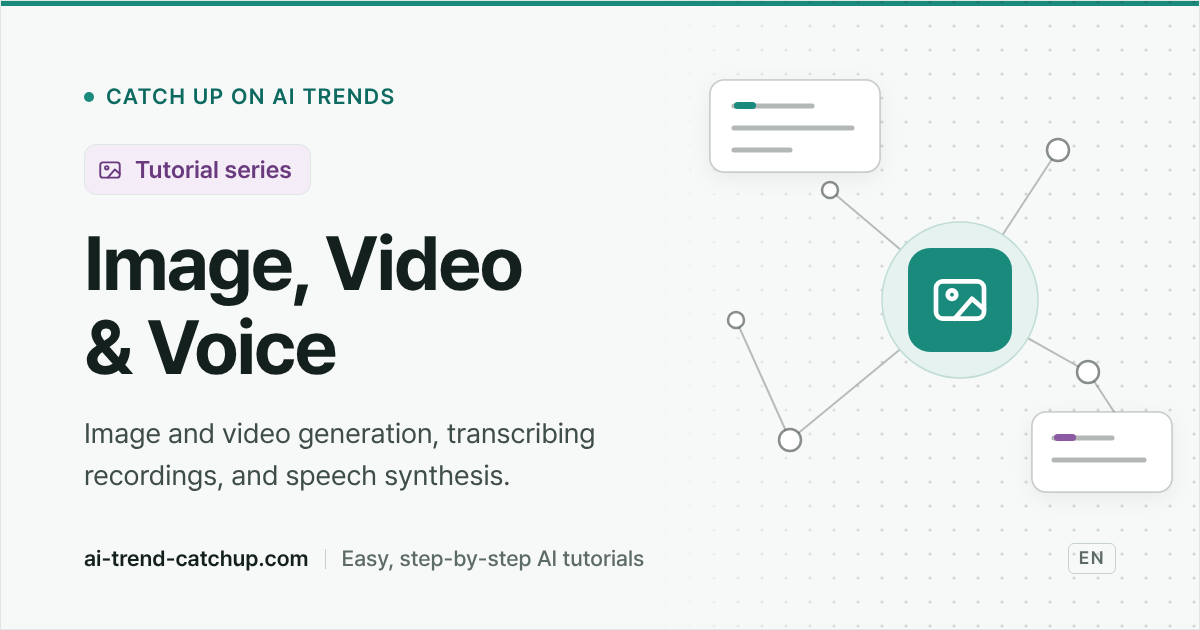 CATCH UP ON AI TRENDS
Tutorial series
Image, Video
& Voice
Image and video generation, transcribing
recordings, and speech synthesis.
ai-trend-catchup.com
Easy, step-by-step AI tutorials
EN